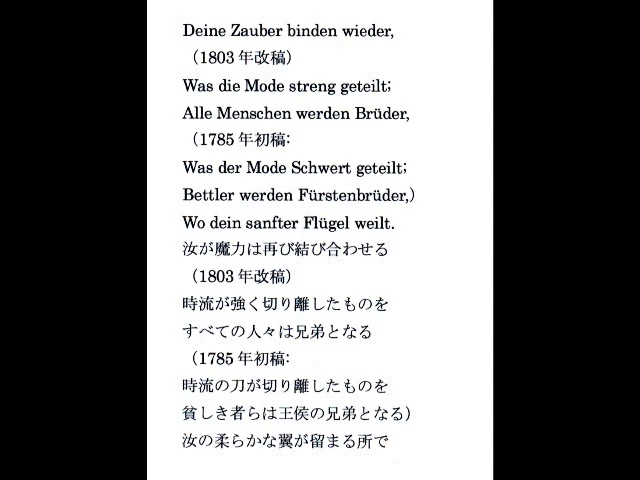 Deine Zauber binden wieder,
（1803 年改稿）
Was die Mode streng geteilt;
Alle Menschen werden Brüder,
（1785 年初稿:
Was der Mode Schwert geteilt;
Bettler werden Fürstenbrüder,）
Wo dein sanfter Flügel weilt.
汝が魔力は再び結び合わせる
（1803 年改稿）
時流が強く切り離したものを
すべての人々は兄弟となる
（1785 年初稿:
時流の刀が切り離したものを
貧しき者らは王侯の兄弟となる）
汝の柔らかな翼が留まる所で